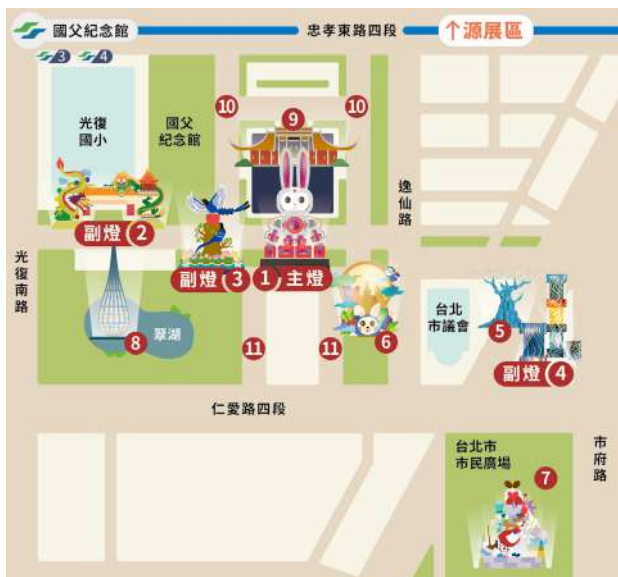 國父紀念館
忠孝東路四段
↑源展區
3
4
光復
國小
國父
紀念館
10
9
10
逸仙路
副燈 2
副燈 3
1 主燈
光復南路
翠湖
8
11
11
6
台北
市議會
5
副燈 4
仁愛路四段
台北市
市民廣場
7
市府路